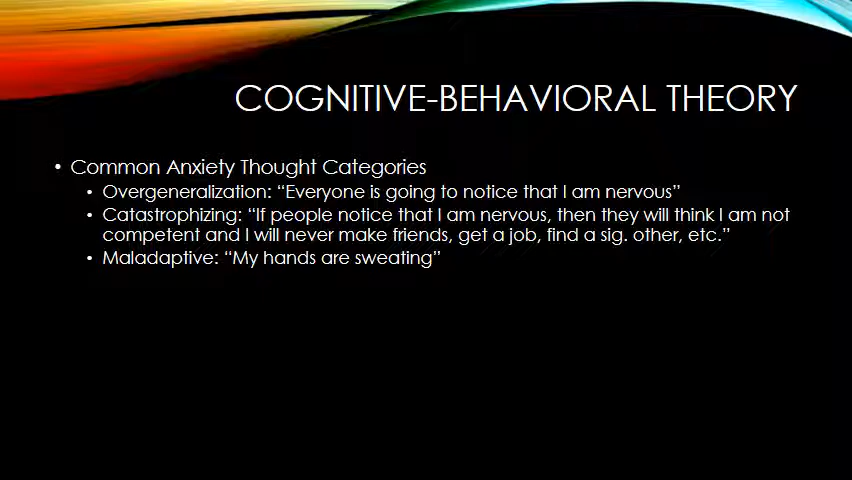 COGNITIVE-BEHAVIORAL THEORY
• Common Anxiety Thought Categories
• Overgeneralization: “Everyone is going to notice that I am nervous”
• Catastrophizing: “If people notice that I am nervous, then they will think I am not
competent and I will never make friends, get a job, find a sig. other, etc.”
• Maladaptive: “My hands are sweating”